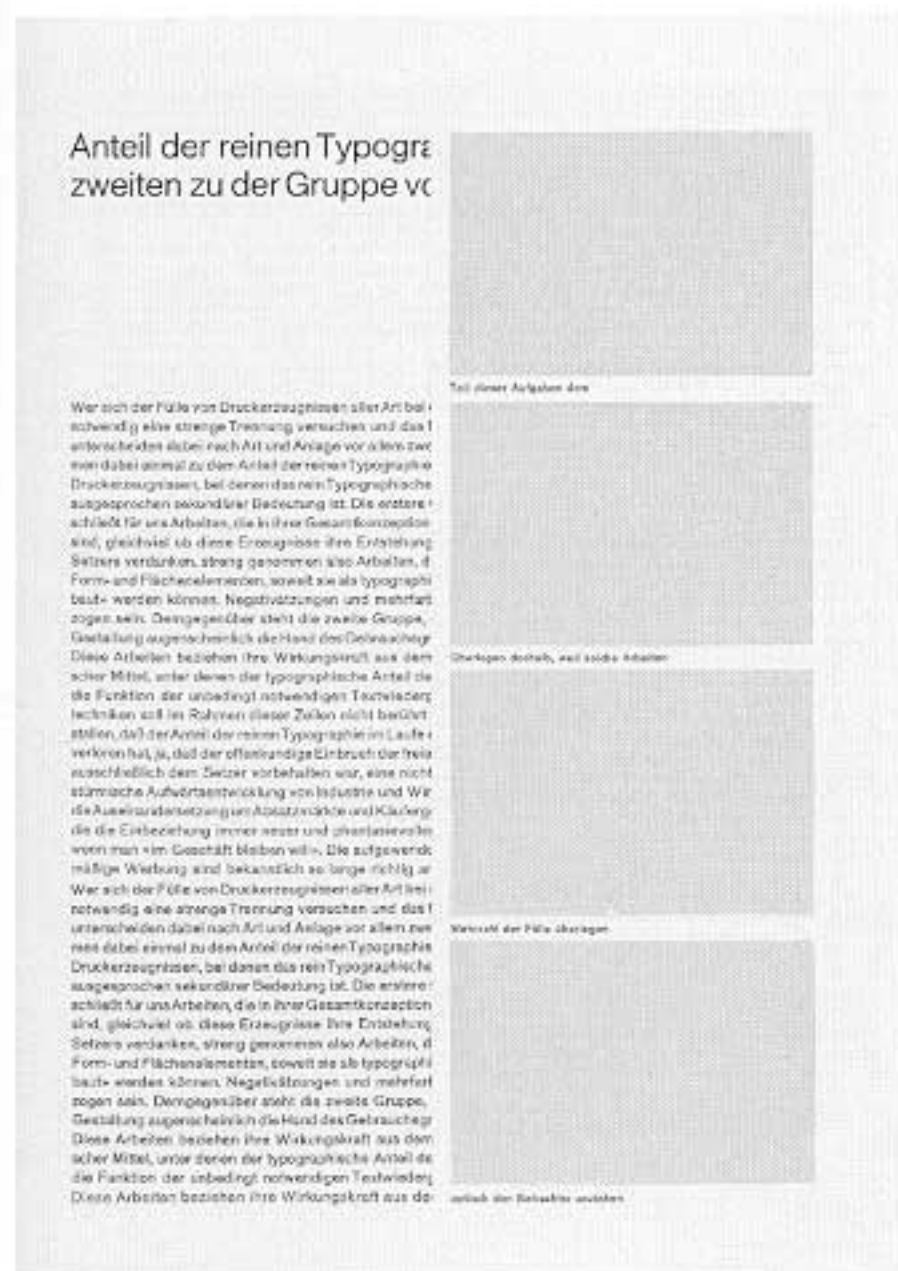 Anteil der reinen Typogra
zweiten zu der Gruppe vo
Wer sich der Fülle von Druckerzeugnissen aller Art bei
notwendig eine strenge Trennung versuchen und das
unterscheiden dabei nach Art und Anlage vor allem zwe
men dabei einmal zu dem Anteil der reinen Typographie
Druckerzeugnissen, bei denen das rein Typographische
ausgesprochen sekundärer Bedeutung ist. Die erstere
schließt für uns Arbeiten, die in ihrer Gesamtkonzeption
sind, gleichviel ob diese Erzeugnisse ihre Entstehung
Setzers verdanken, streng genommen also Arbeiten, d
Form- und Flächenelementen, soweit sie als typographi
baut« werden können. Negativätzungen und mehrfarb
zogen sein. Demgegenüber steht die zweite Gruppe,
Gestaltung augenscheinlich die Hand des Gebrauchsgr
Diese Arbeiten beziehen ihre Wirkungskraft aus dem
scher Mittel, unter denen der typographische Anteil de
die Funktion der unbedingt notwendigen Textwiederg
techniken soll im Rahmen dieser Zeilen nicht berührt
stellen, daß der Anteil der reinen Typographie im Laufe
verloren hat, ja, daß der offenkundige Einbruch der freie
ausschließlich dem Setzer vorbehalten war, eine nicht
stürmische Aufwärtsentwicklung von Industrie und Wir
die Auseinandersetzung um Absatzmärkte und Käuferg
die die Einbeziehung immer neuer und phantasievoller
wenn man »im Geschäft bleiben will«. Die aufgewende
mäßige Werbung sind bekanntlich so lange richtig an
Wer sich der Fülle von Druckerzeugnissen aller Art bei
notwendig eine strenge Trennung versuchen und das
unterscheiden dabei nach Art und Anlage vor allem zwe
men dabei einmal zu dem Anteil der reinen Typographie
Druckerzeugnissen, bei denen das rein Typographische
ausgesprochen sekundärer Bedeutung ist. Die erstere
schließt für uns Arbeiten, die in ihrer Gesamtkonzeption
sind, gleichviel ob diese Erzeugnisse ihre Entstehung
Setzers verdanken, streng genommen also Arbeiten, d
Form- und Flächenelementen, soweit sie als typographi
baut« werden können. Negativätzungen und mehrfarb
zogen sein. Demgegenüber steht die zweite Gruppe,
Gestaltung augenscheinlich die Hand des Gebrauchsgr
Diese Arbeiten beziehen ihre Wirkungskraft aus dem
scher Mittel, unter denen der typographische Anteil de
die Funktion der unbedingt notwendigen Textwiederg
Diese Arbeiten beziehen ihre Wirkungskraft aus de
Teil dieser Aufgaben dem
Überlegen deshalb, weil solche Arbeiten
Mehrzahl der Fälle überlegen
optisch den Betrachter anziehen